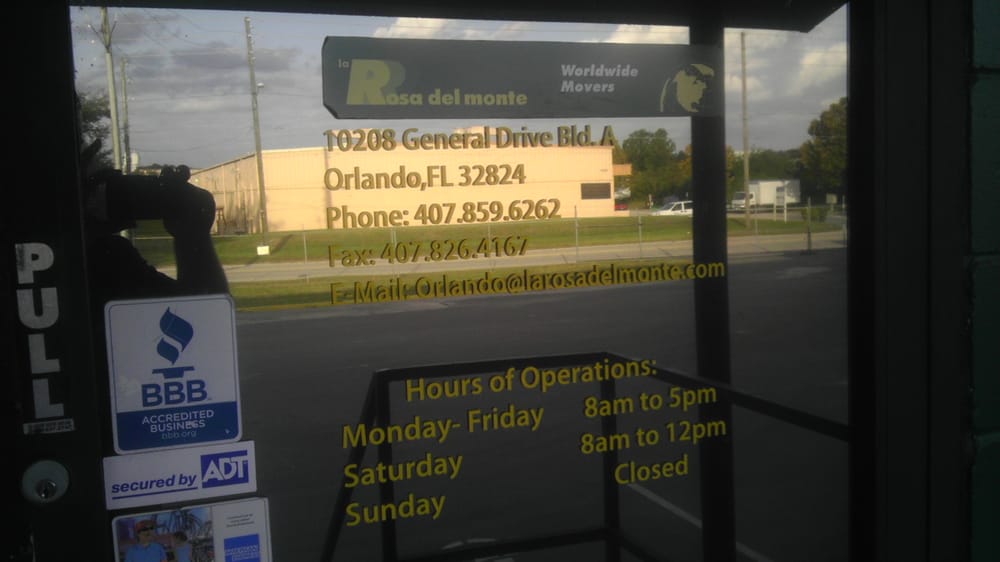 la Rosa del monte
Worldwide
Movers
10208 General Drive Bld. A
Orlando,FL 32824
Phone: 407.859.6262
Fax: 407.826.4167
E-Mail: Orlando@larosadelmonte.com
PULL
Hours of Operations:
Monday- Friday 8am to 5pm
Saturday 8am to 12pm
Sunday Closed
BBB
ACCREDITED
BUSINESS
bbb.org
secured by ADT